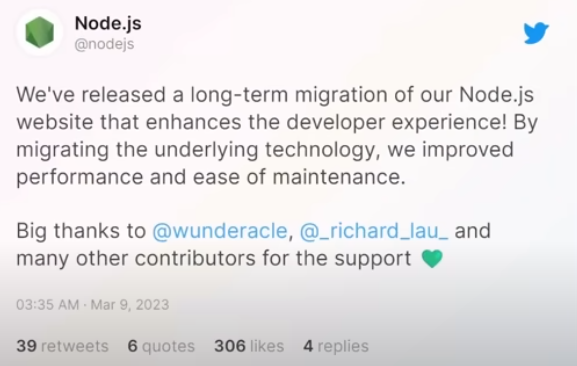 Node.js
@nodejs
We've released a long-term migration of our Node.js
website that enhances the developer experience! By
migrating the underlying technology, we improved
performance and ease of maintenance.
Big thanks to @wunderacle, @_richard_lau_ and
many other contributors for the support 💚
03:35 AM · Mar 9, 2023
39 retweets 6 quotes 306 likes 4 replies